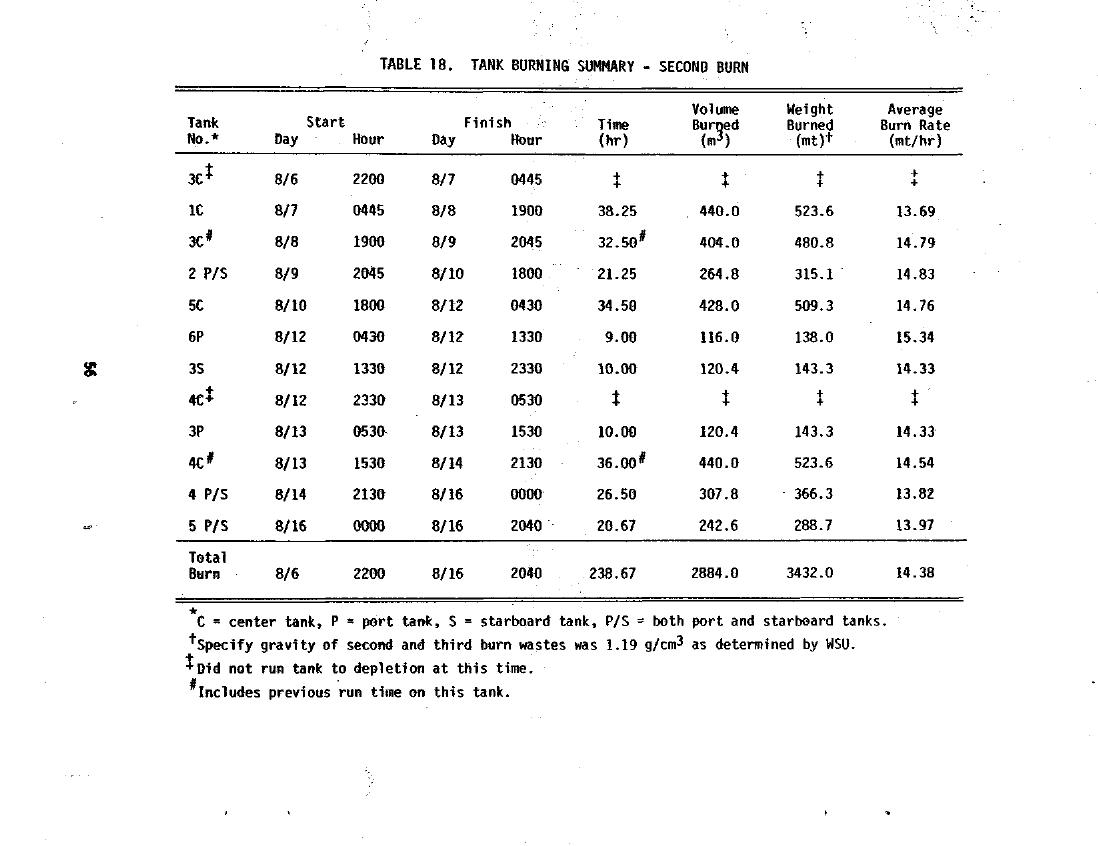 TABLE 18. TANK BURNING SUMMARY - SECOND BURN
Tank No.* Start Day Hour Finish Day Hour Time (hr) Volume Burned (m3) Weight Burned (mt)† Average Burn Rate (mt/hr)
3C‡ 8/6 2200 8/7 0445 ‡ ‡ ‡ ‡
1C 8/7 0445 8/8 1900 38.25 440.0 523.6 13.69
3C# 8/8 1900 8/9 2045 32.50# 404.0 480.8 14.79
2 P/S 8/9 2045 8/10 1800 21.25 264.8 315.1 14.83
5C 8/10 1800 8/12 0430 34.50 428.0 509.3 14.76
6P 8/12 0430 8/12 1330 9.00 116.0 138.0 15.34
3S 8/12 1330 8/12 2330 10.00 120.4 143.3 14.33
4C‡ 8/12 2330 8/13 0530 ‡ ‡ ‡ ‡
3P 8/13 0530 8/13 1530 10.00 120.4 143.3 14.33
4C# 8/13 1530 8/14 2130 36.00# 440.0 523.6 14.54
4 P/S 8/14 2130 8/16 0000 26.50 307.8 366.3 13.82
5 P/S 8/16 0000 8/16 2040 20.67 242.6 288.7 13.97
Total Burn 8/6 2200 8/16 2040 238.67 2884.0 3432.0 14.38
*C = center tank, P = port tank, S = starboard tank, P/S = both port and starboard tanks.
†Specify gravity of second and third burn wastes was 1.19 g/cm3 as determined by WSU.
‡Did not run tank to depletion at this time.
#Includes previous run time on this tank.